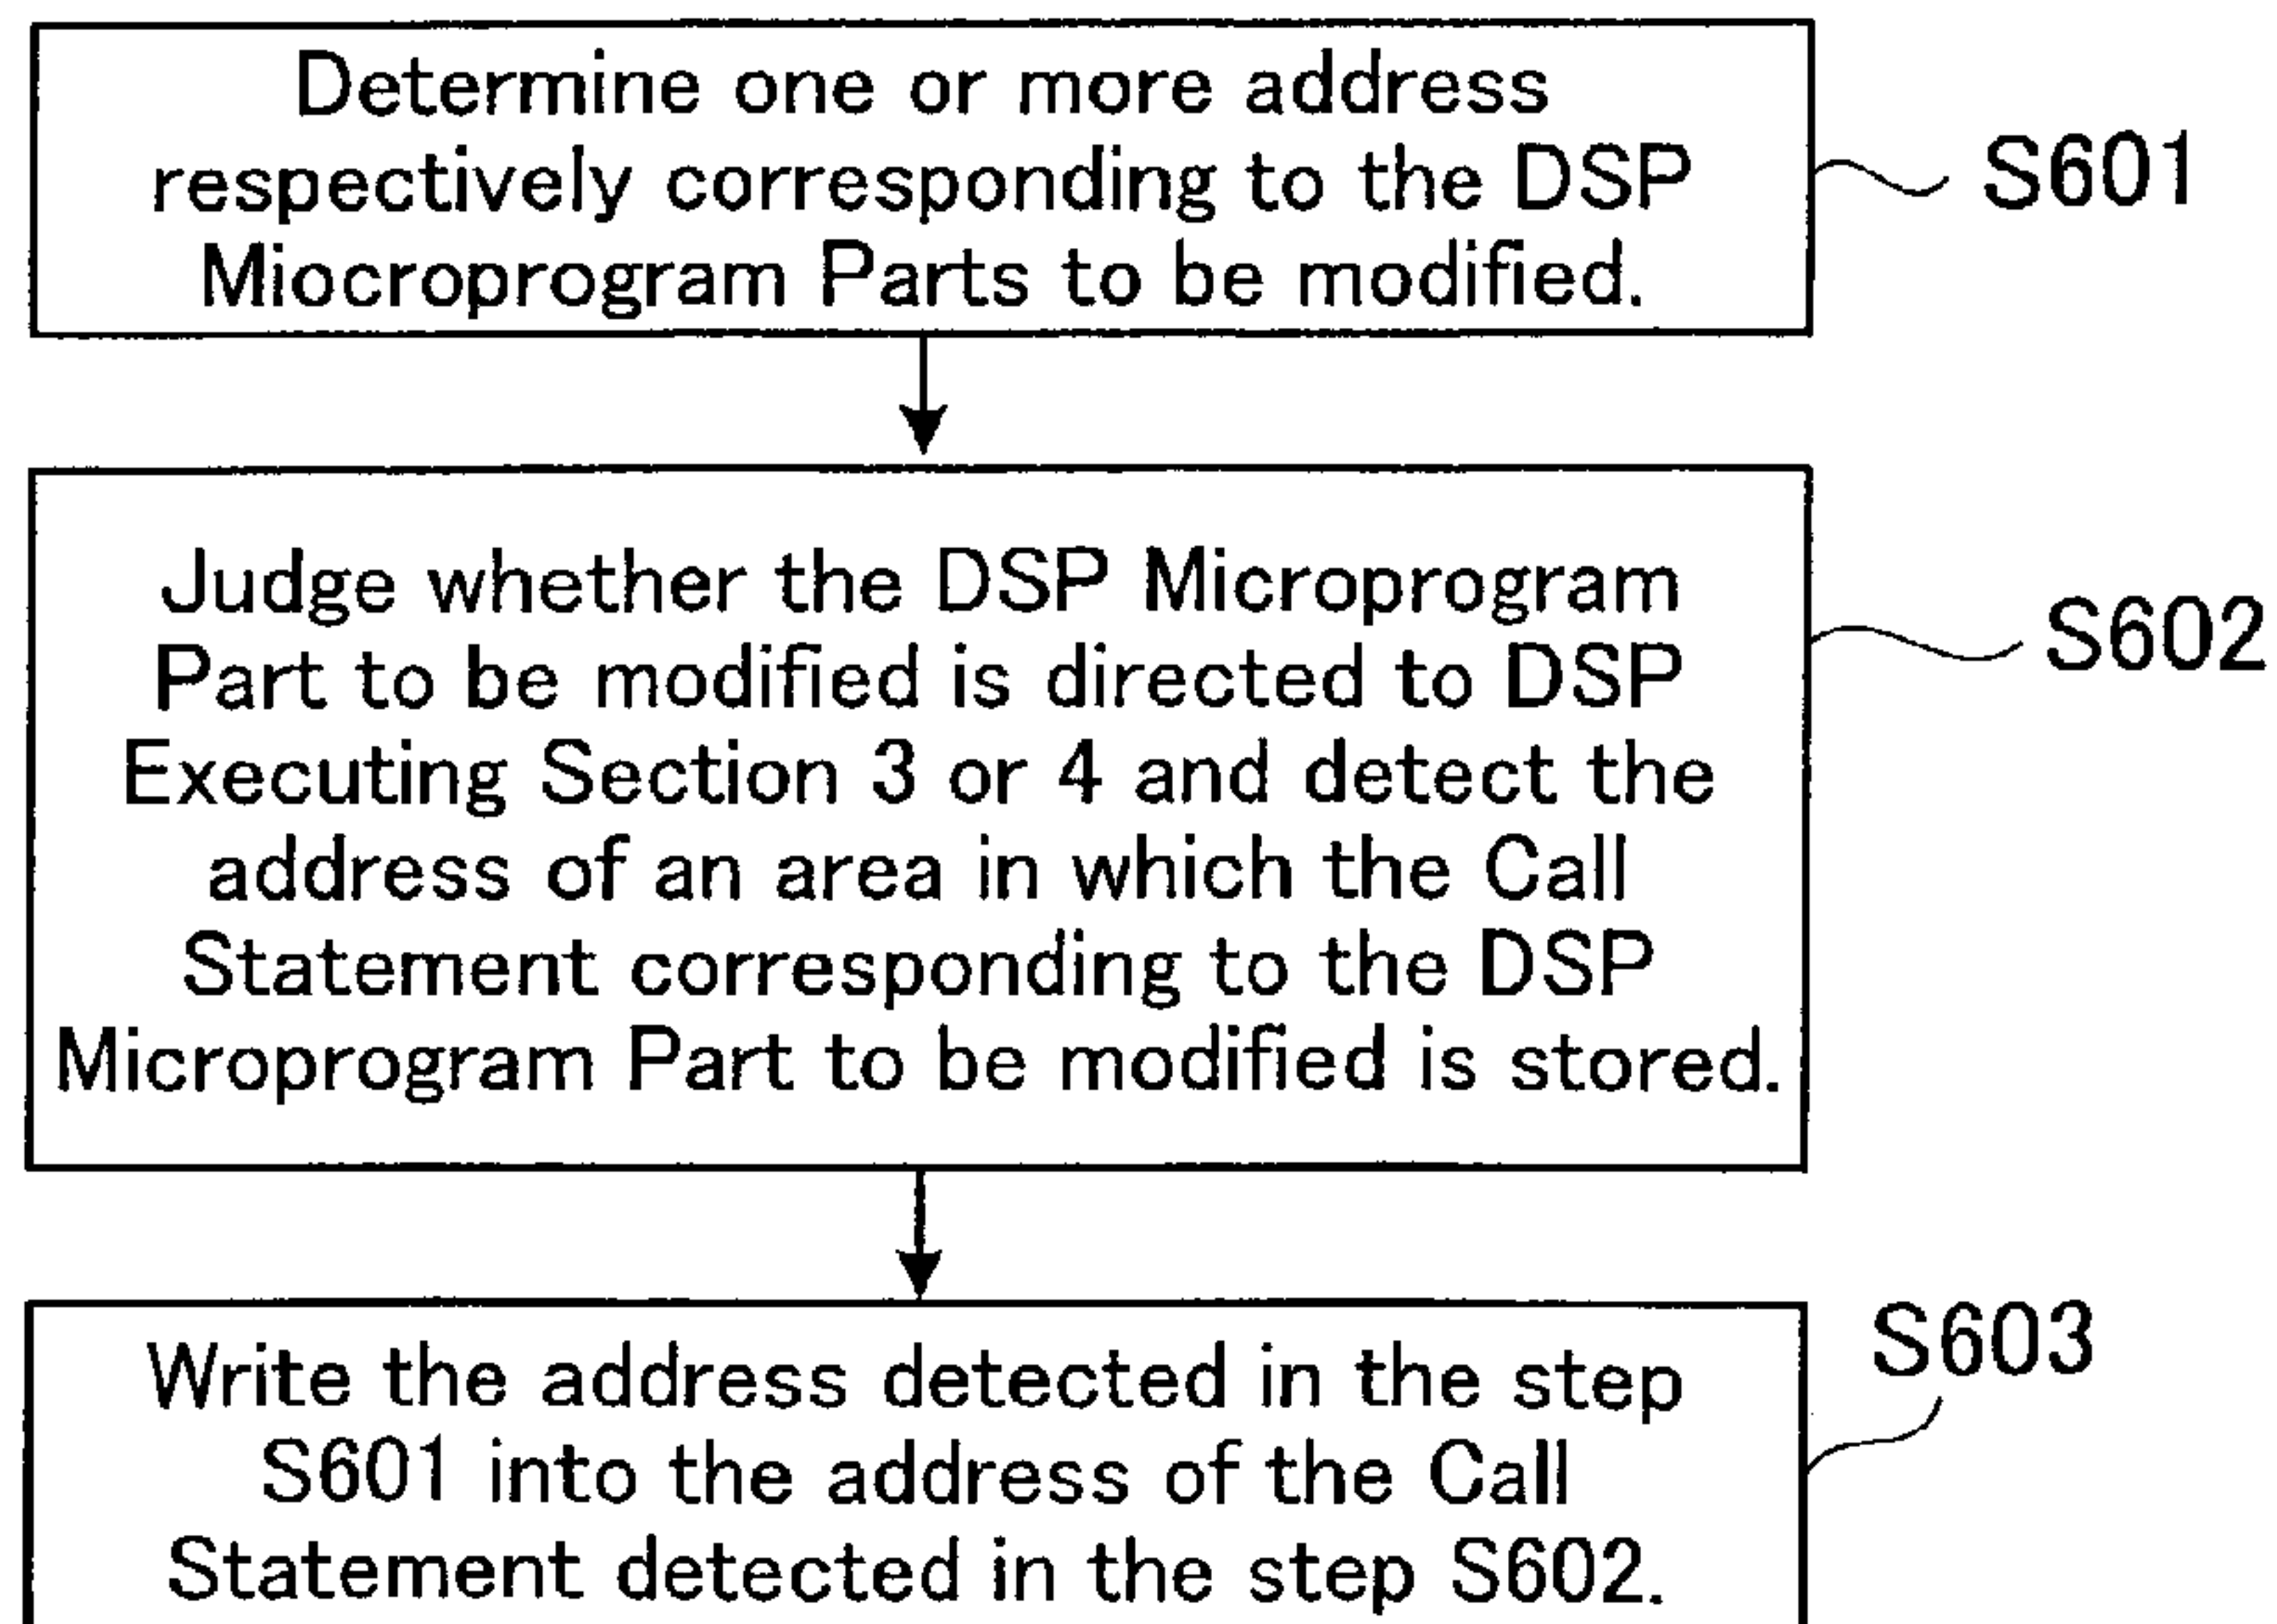 Determine one or more address
respectively corresponding to the DSP
Miocroprogram Parts to be modified.
S601
Judge whether the DSP Microprogram
Part to be modified is directed to DSP
Executing Section 3 or 4 and detect the
address of an area in which the Call
Statement corresponding to the DSP
Microprogram Part to be modified is stored.
S602
Write the address detected in the step
S601 into the address of the Call
Statement detected in the step S602.
S603